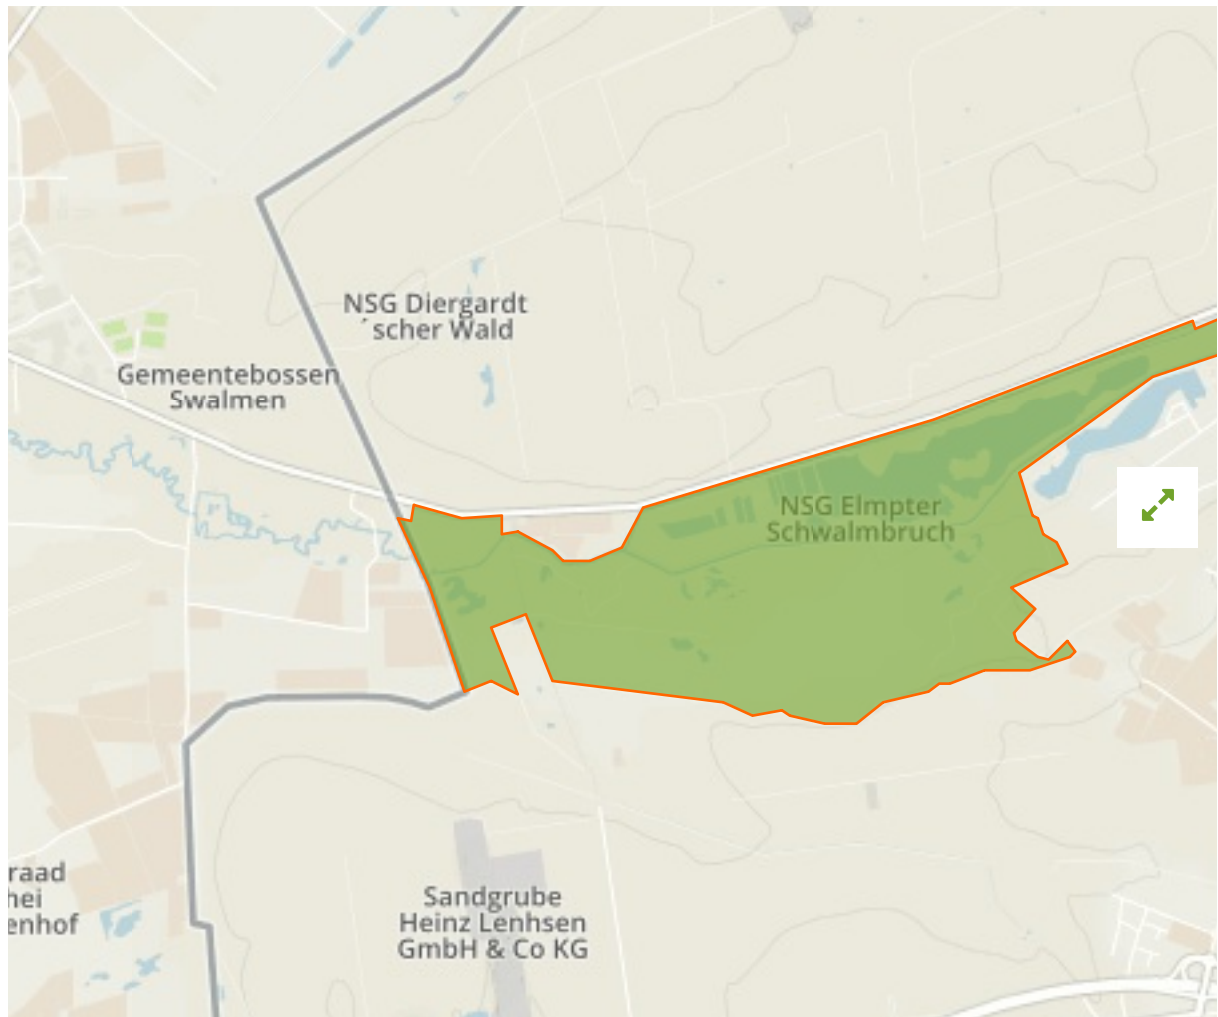 NSG Diergardt
´scher Wald
Gemeentebossen
Swalmen
NSG Elmpter
Schwalmbruch
raad
hei
enhof
Sandgrube
Heinz Lenhsen
GmbH & Co KG